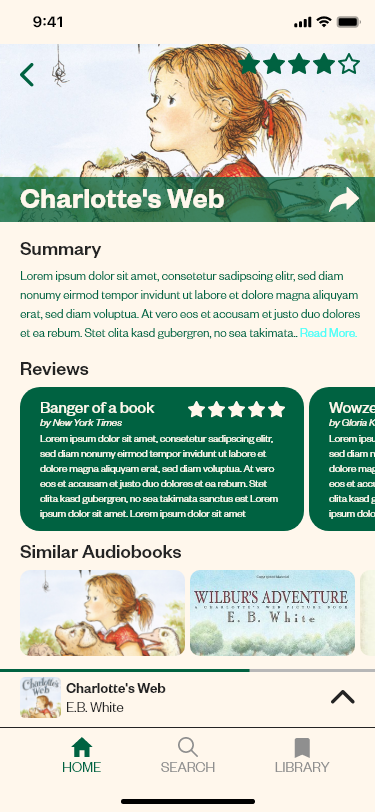 9:41
Charlotte's Web
Summary
Lorem ipsum dolor sit amet, consetetur sadipscing elitr, sed diam
nonumy eirmod tempor invidunt ut labore et dolore magna aliquyam
erat, sed diam voluptua. At vero eos et accusam et justo duo dolores
et ea rebum. Stet clita kasd gubergren, no sea takimata.. Read More.
Reviews
Banger of a book
by New York Times
Lorem ipsum dolor sit amet, consetetur sadipscing elitr,
sed diam nonumy eirmod tempor invidunt ut labore et
dolore magna aliquyam erat, sed diam voluptua. At vero
eos et accusam et justo duo dolores et ea rebum. Stet
clita kasd gubergren, no sea takimata sanctus est Lorem
ipsum dolor sit amet. Lorem ipsum dolor sit amet
Wowze
by Gloria K
Lorem ipsu
sed diam n
dolore mag
eos et accu
clita kasd g
ipsum dolo
Similar Audiobooks
WILBUR'S ADVENTURE
A CHARLOTTE'S WEB PICTURE BOOK
E. B. White
Charlotte's Web
Charlotte's Web
E.B. White
HOME
SEARCH
LIBRARY